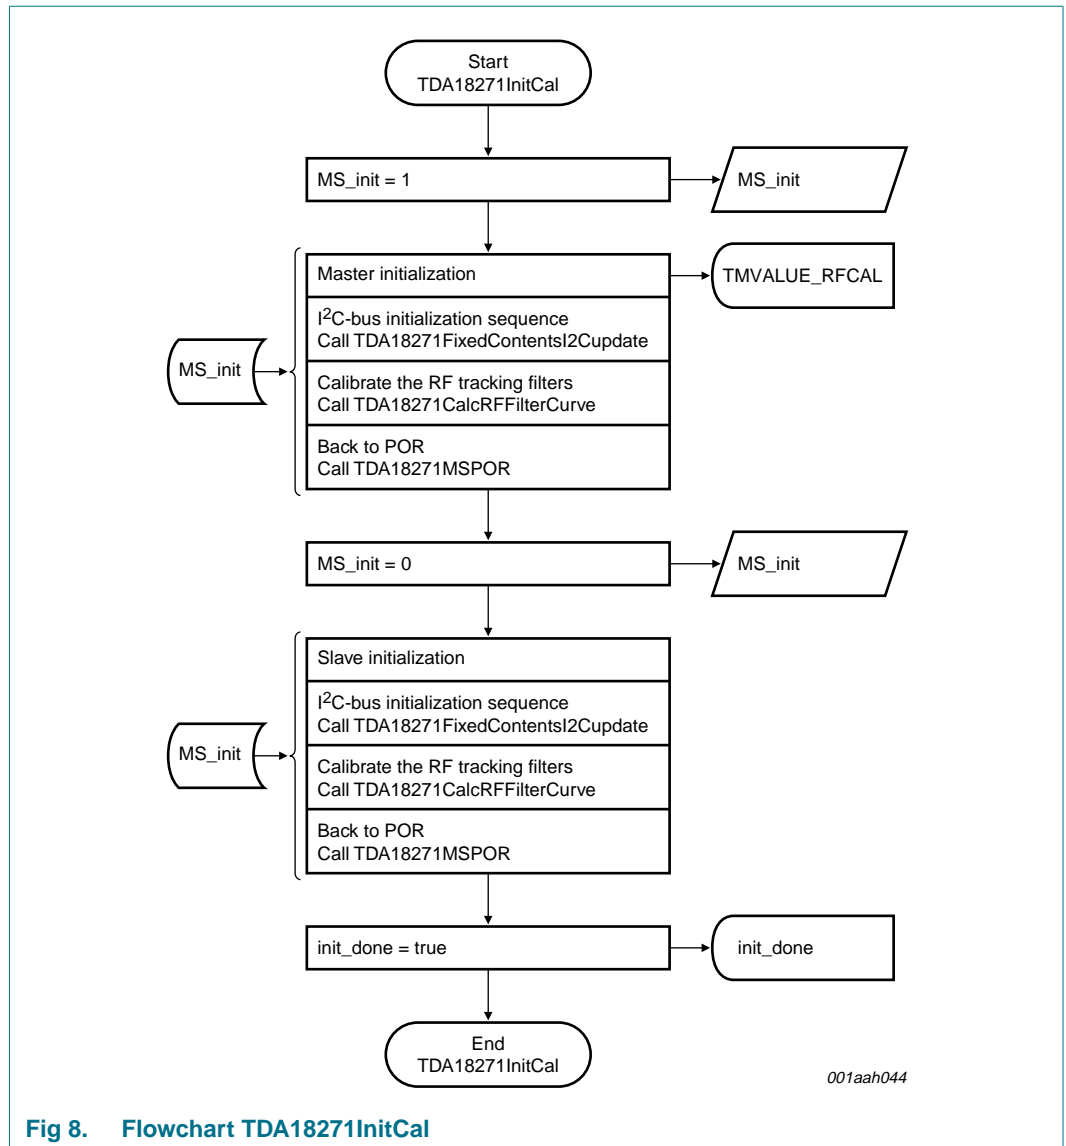 Start
TDA18271InitCal
MS_init = 1
MS_init
Master initialization
TMVALUE_RFCAL
I2C-bus initialization sequence
Call TDA18271FixedContentsI2Cupdate
MS_init
Calibrate the RF tracking filters
Call TDA18271CalcRFFilterCurve
Back to POR
Call TDA18271MSPOR
MS_init = 0
MS_init
Slave initialization
I2C-bus initialization sequence
Call TDA18271FixedContentsI2Cupdate
MS_init
Calibrate the RF tracking filters
Call TDA18271CalcRFFilterCurve
Back to POR
Call TDA18271MSPOR
init_done = true
init_done
End
TDA18271InitCal
001aah044
Fig 8. Flowchart TDA18271InitCal